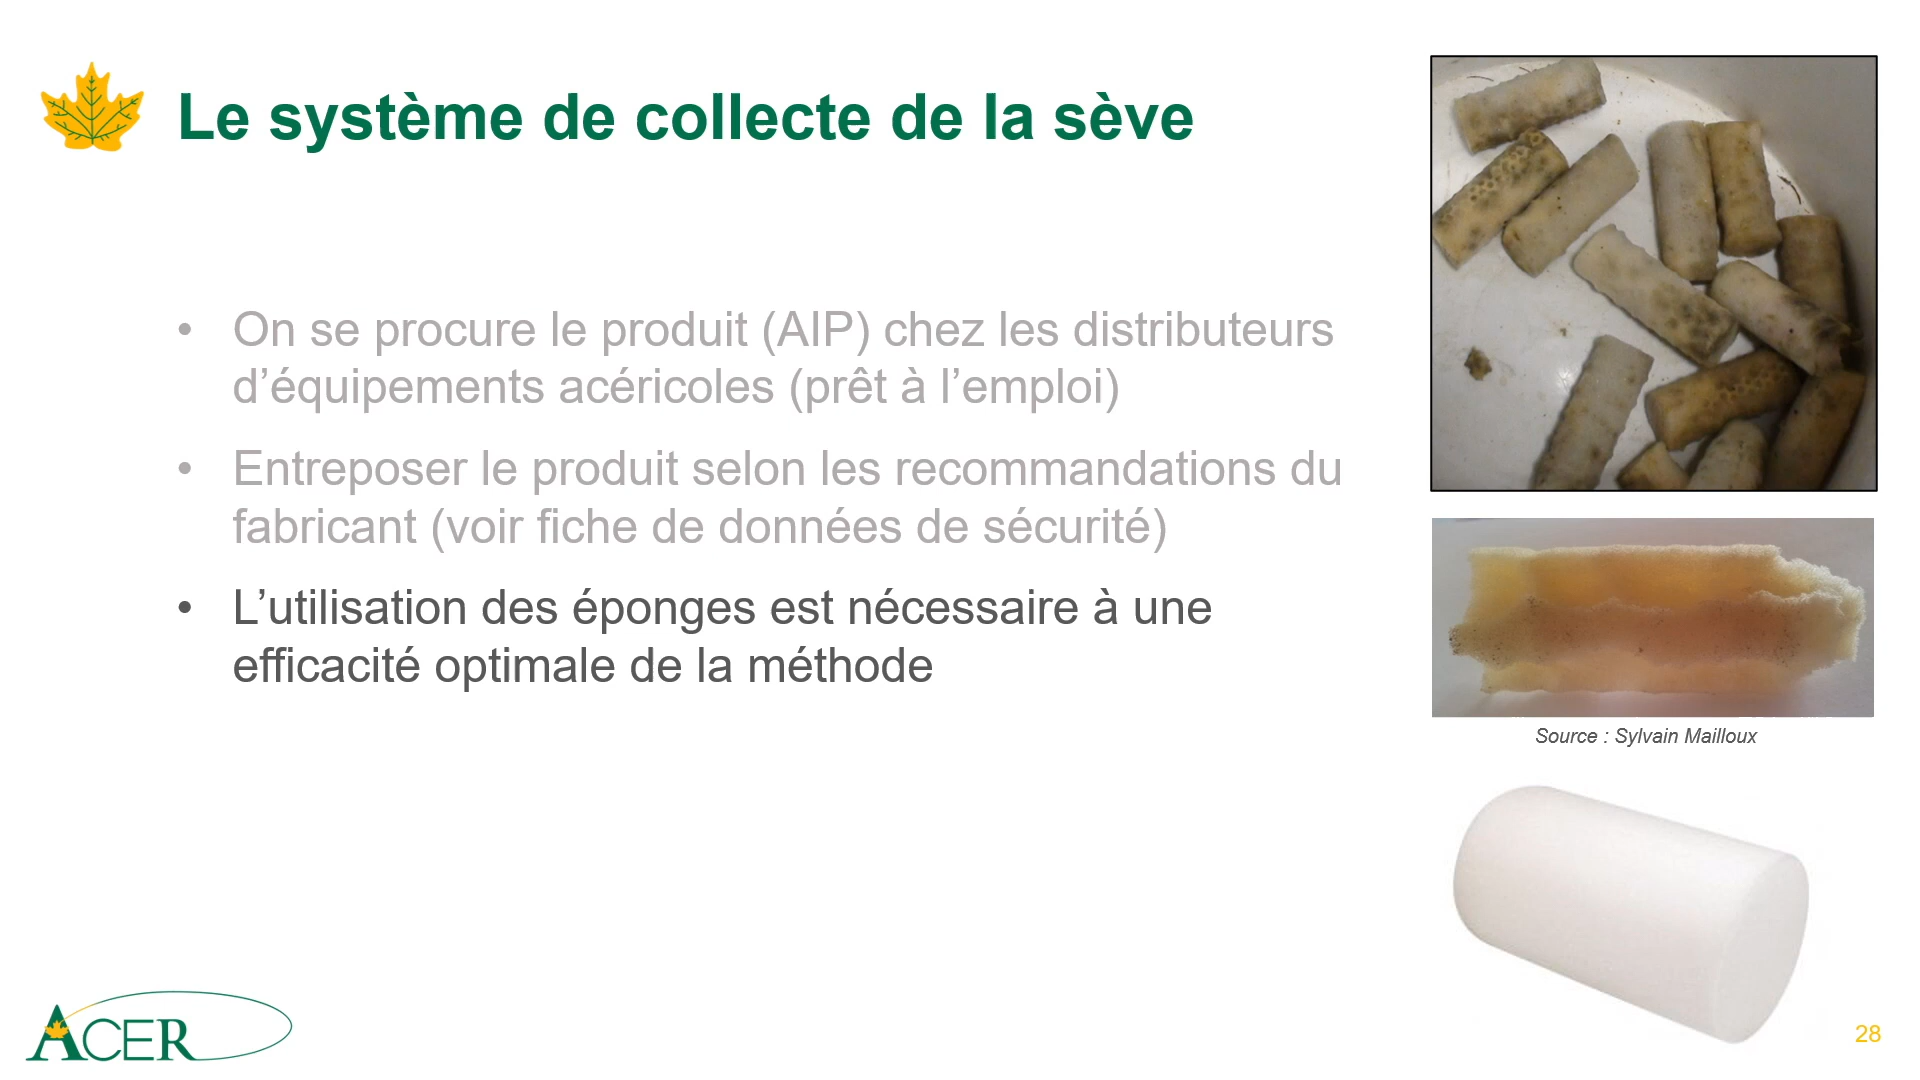 Le système de collecte de la sève
• On se procure le produit (AIP) chez les distributeurs
d’équipements acéricoles (prêt à l’emploi)
• Entreposer le produit selon les recommandations du
fabricant (voir fiche de données de sécurité)
• L’utilisation des éponges est nécessaire à une
efficacité optimale de la méthode
Source : Sylvain Mailloux
ACER
28